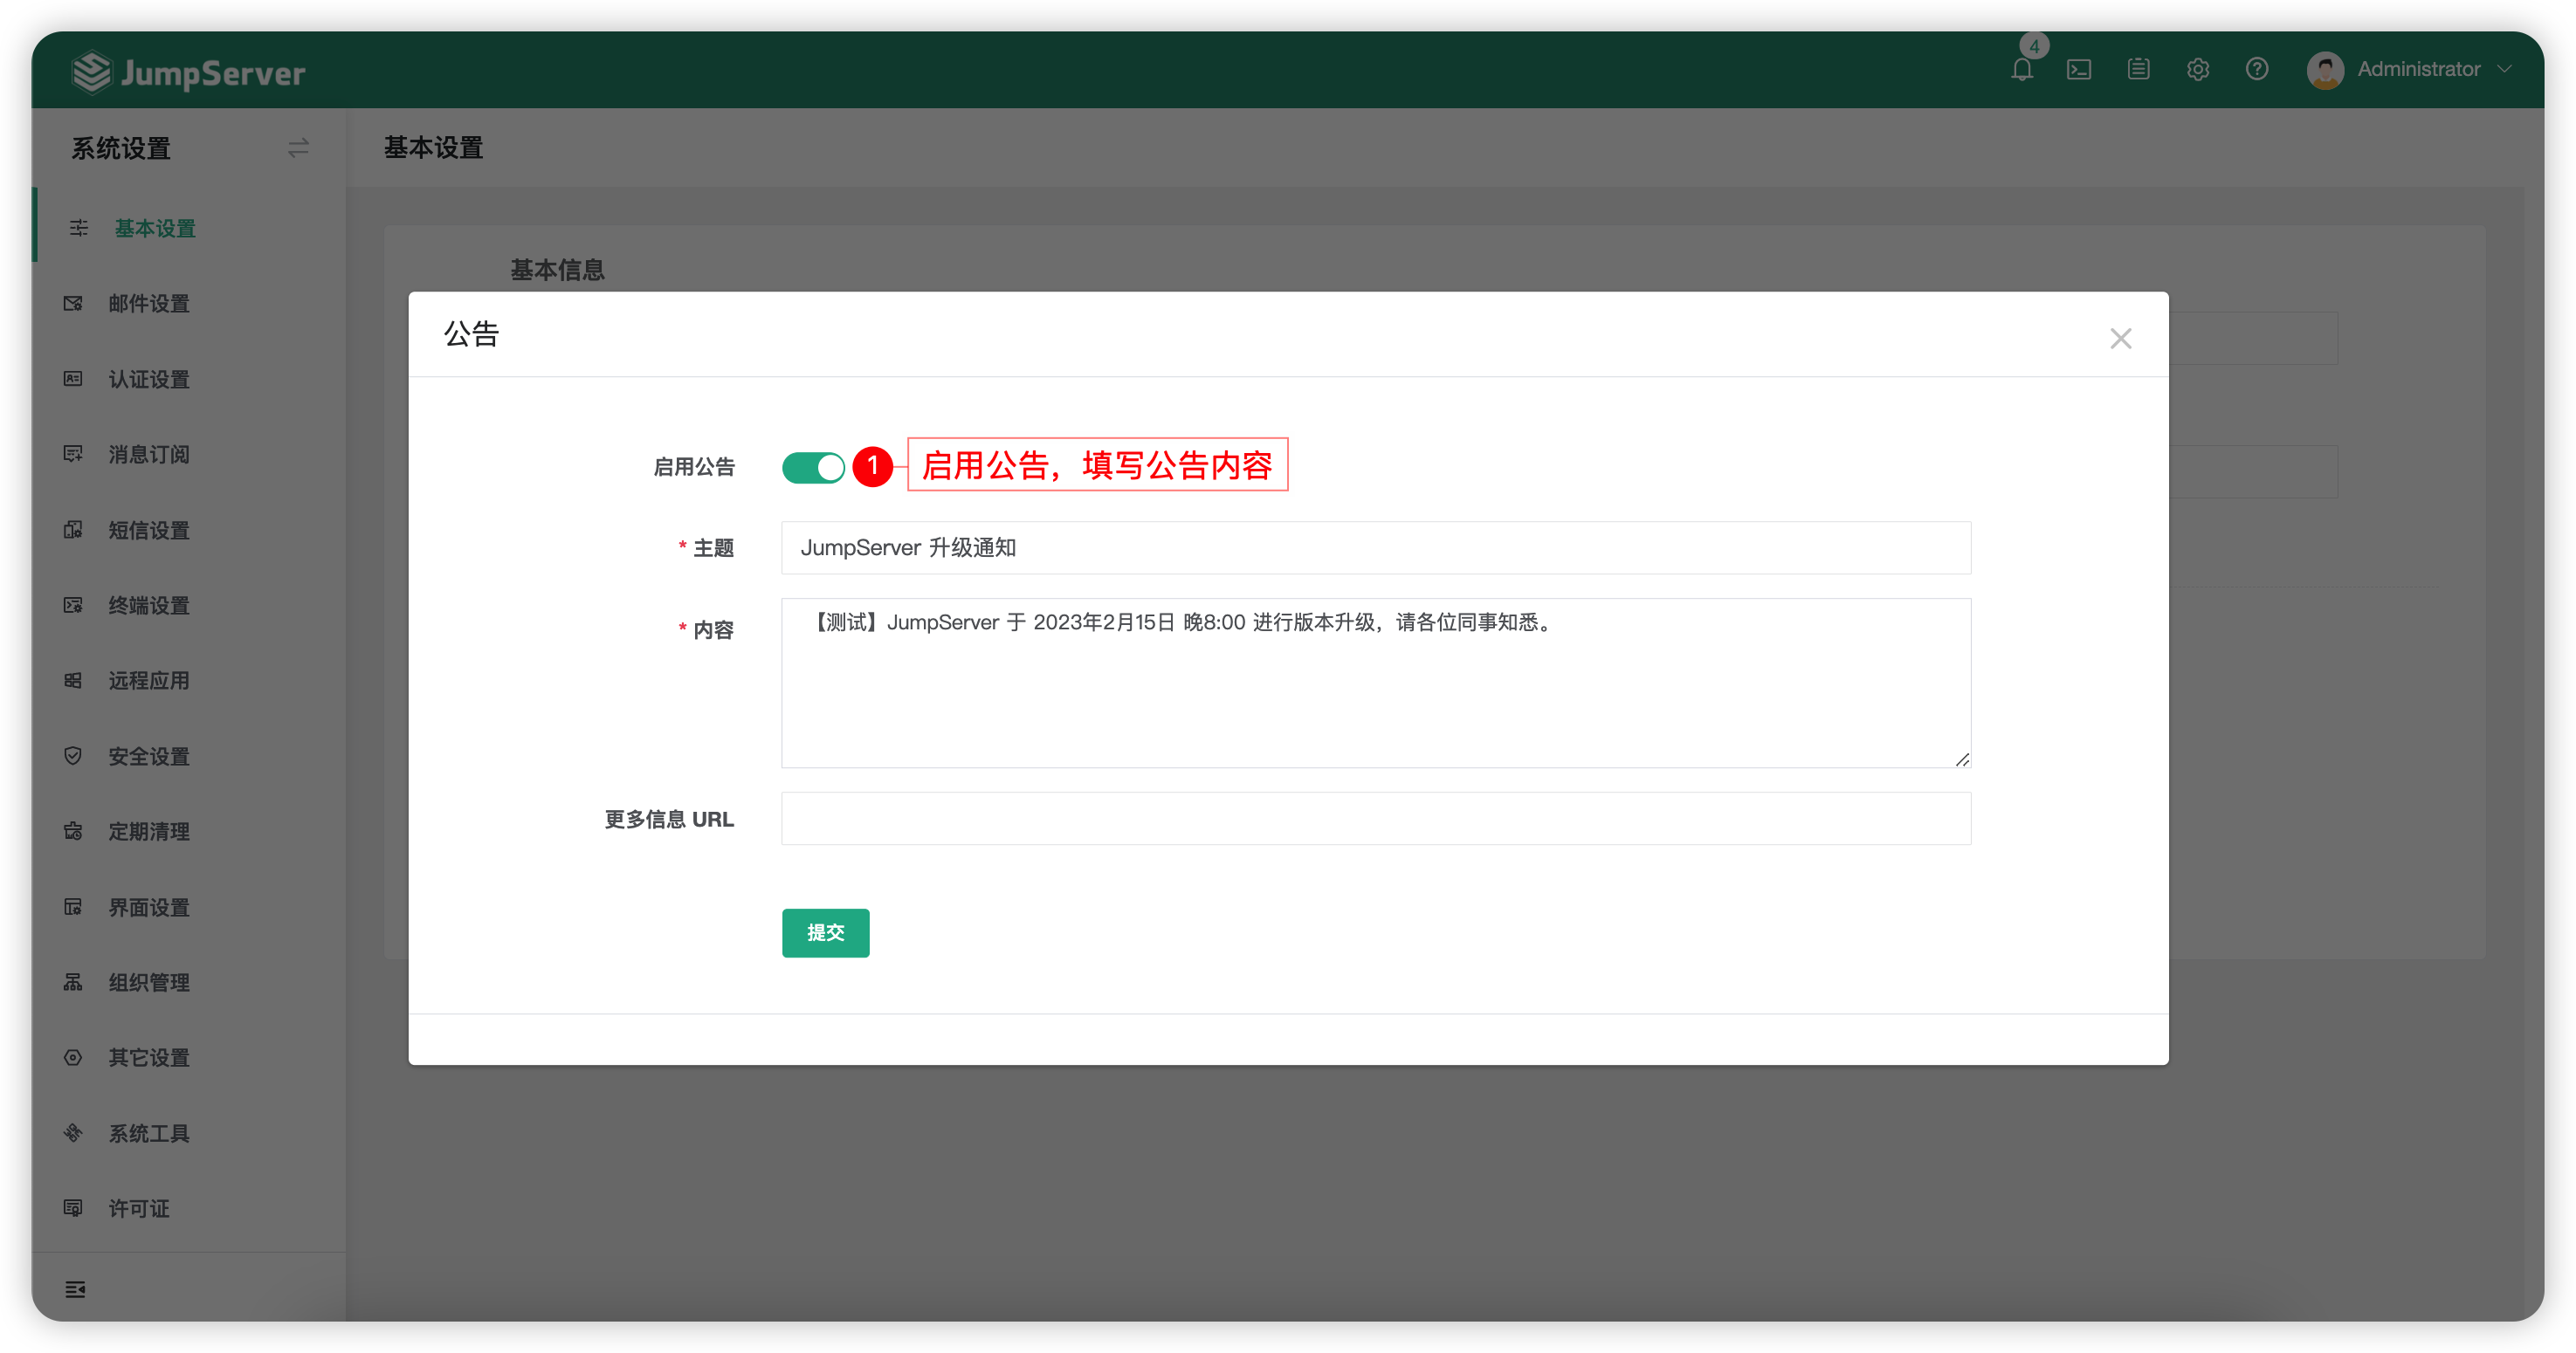 JumpServer
4
Administrator
系统设置
基本设置
基本设置
邮件设置
认证设置
消息订阅
短信设置
终端设置
远程应用
安全设置
定期清理
界面设置
组织管理
其它设置
系统工具
许可证
基本信息
公告
启用公告
1
启用公告，填写公告内容
* 主题
JumpServer 升级通知
* 内容
【测试】JumpServer 于 2023年2月15日 晚8:00 进行版本升级，请各位同事知悉。
更多信息 URL
提交